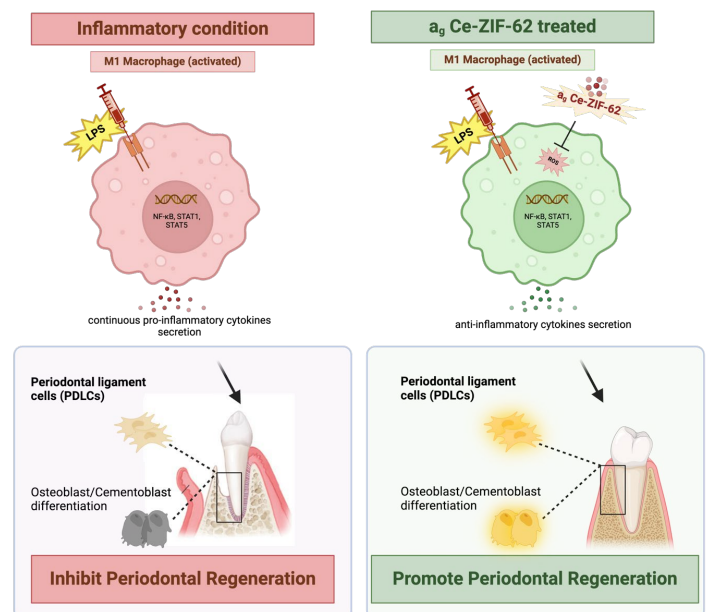 Inflammatory condition
M1 Macrophage (activated)
LPS
NF-κB, STAT1,
STAT5
continuous pro-inflammatory cytokines
secretion
Periodontal ligament
cells (PDLCs)
Osteoblast/Cementoblast
differentiation
Inhibit Periodontal Regeneration
ag Ce-ZIF-62 treated
M1 Macrophage (activated)
ag Ce-ZIF-62
LPS
ROS
NF-κB, STAT1,
STAT5
anti-inflammatory cytokines secretion
Periodontal ligament
cells (PDLCs)
Osteoblast/Cementoblast
differentiation
Promote Periodontal Regeneration